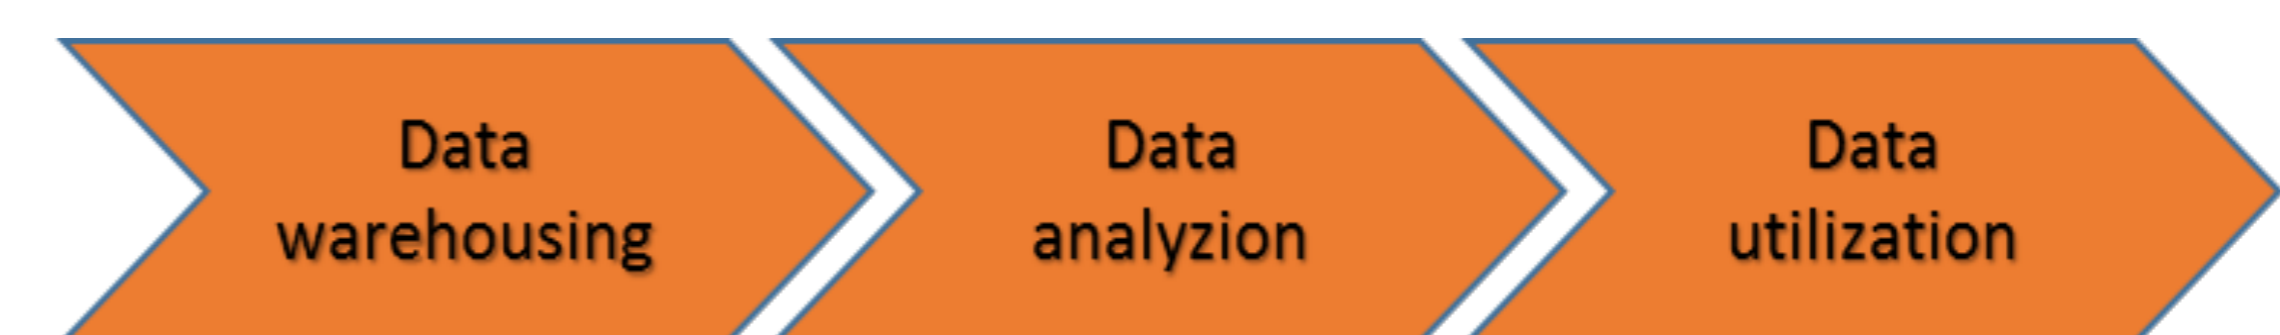 Data
warehousing
Data
analyzion
Data
utilization